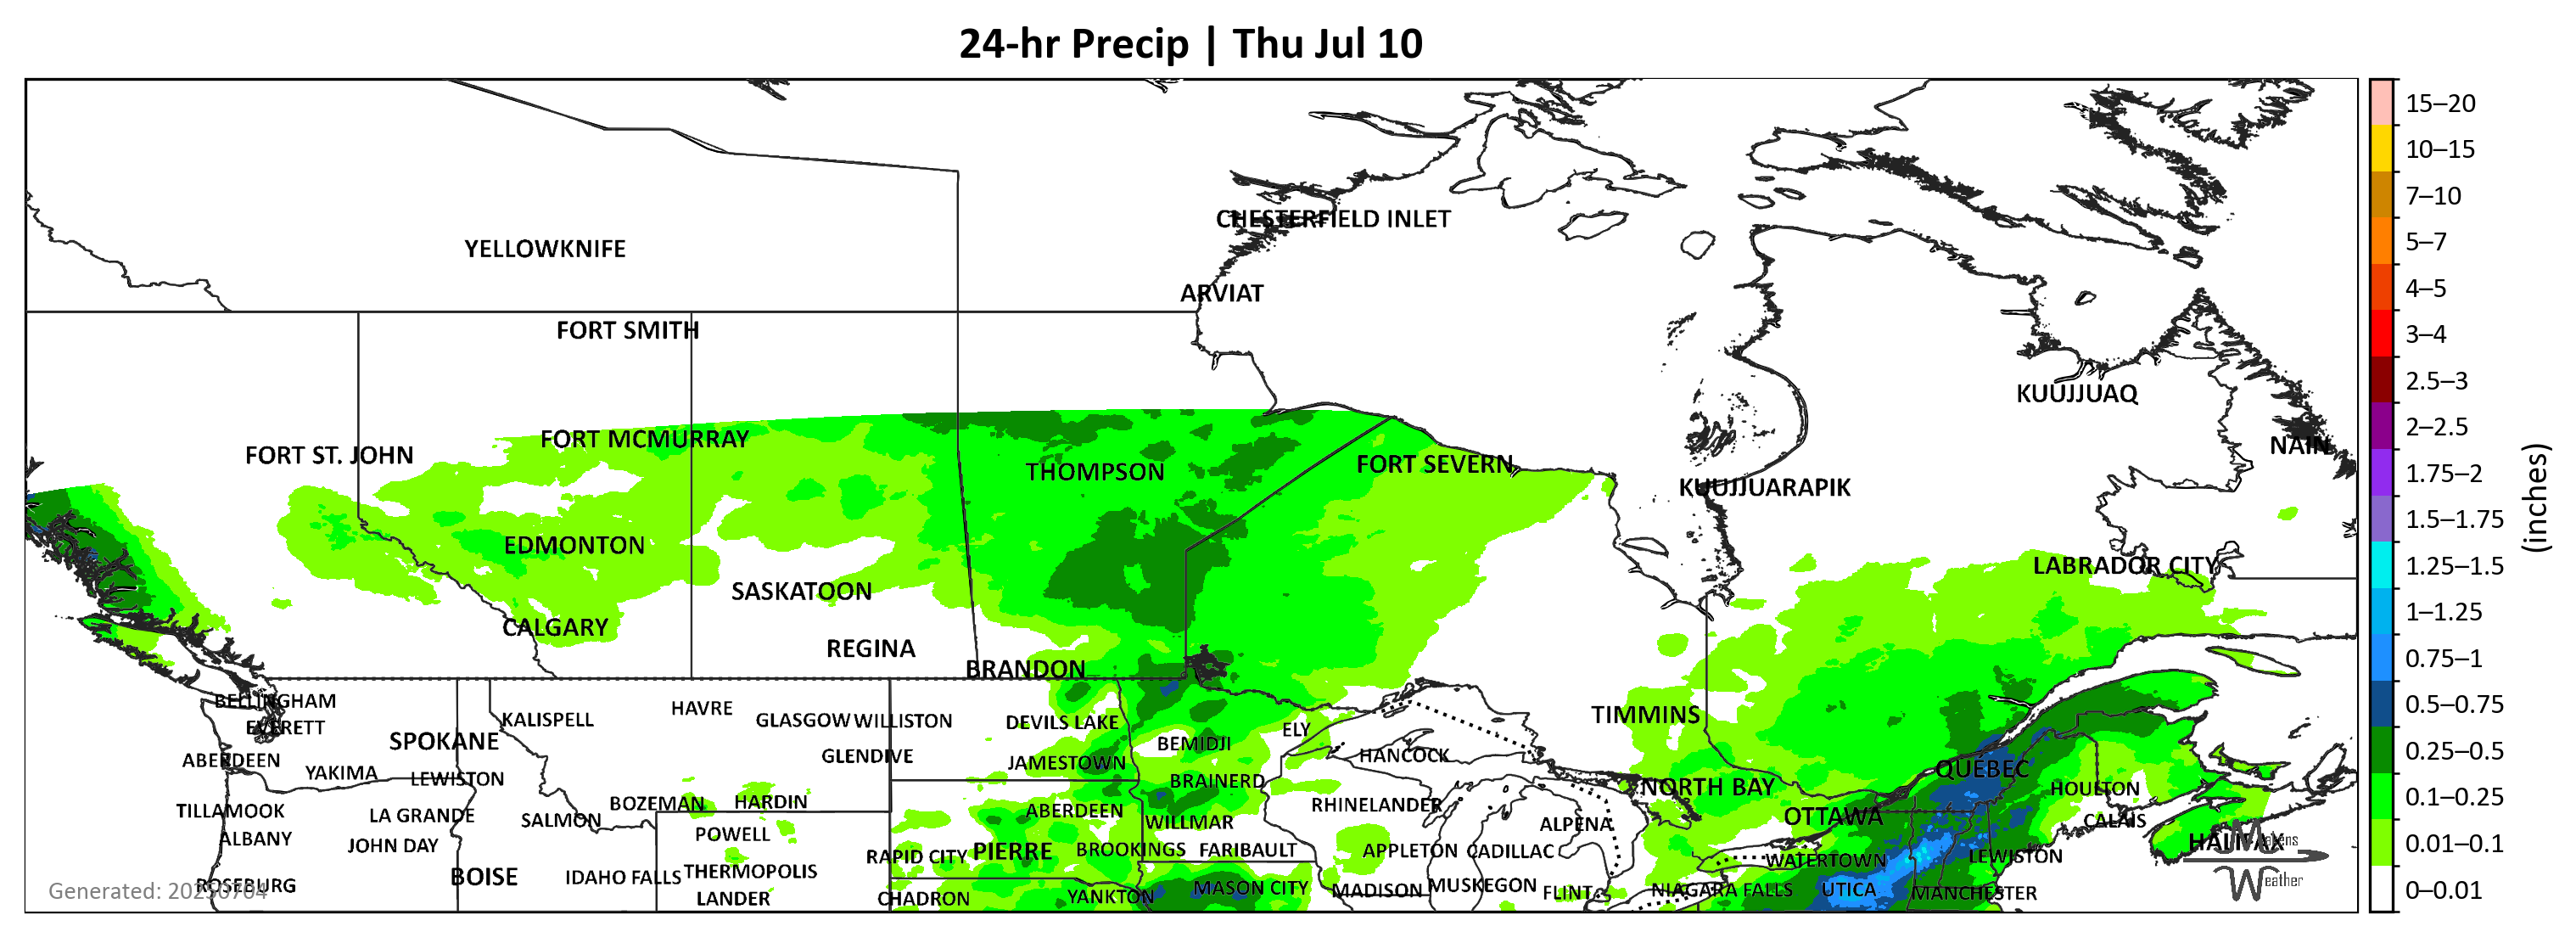 24-hr Precip | Thu Jul 10
CHESTERFIELD INLET
YELLOWKNIFE
ARVIAT
FORT SMITH
KUUJJUAQ
FORT MCMURRAY
NAIN
FORT ST. JOHN
THOMPSON
FORT SEVERN
KUUJJUARAPIK
EDMONTON
LABRADOR CITY
SASKATOON
CALGARY
REGINA
BRANDON
BELLINGHAM
KALISPELL
HAVRE
GLASGOW
WILLISTON
DEVILS LAKE
TIMMINS
EVERETT
ELY
SPOKANE
BEMIDJI
ABERDEEN
GLENDIVE
JAMESTOWN
HANCOCK
QUÉBEC
YAKIMA
LEWISTON
BRAINERD
NORTH BAY
HOULTON
BOZEMAN
HARDIN
RHINELANDER
TILLAMOOK
LA GRANDE
SALMON
ABERDEEN
WILLMAR
ALPENA
OTTAWA
CALAIS
ALBANY
JOHN DAY
POWELL
HALIFAX
RAPID CITY
PIERRE
BROOKINGS
FARIBAULT
APPLETON
CADILLAC
WATERTOWN
LEWISTON
BOISE
IDAHO FALLS
THERMOPOLIS
ROSEBURG
MASON CITY
MADISON
MUSKEGON
FLINT
NIAGARA FALLS
UTICA
MANCHESTER
LANDER
CHADRON
YANKTON
Weather
15–20
10–15
7–10
5–7
4–5
3–4
2.5–3
2–2.5
1.75–2
1.5–1.75
1.25–1.5
1–1.25
0.75–1
0.5–0.75
0.25–0.5
0.1–0.25
0.01–0.1
0–0.01
(inches)